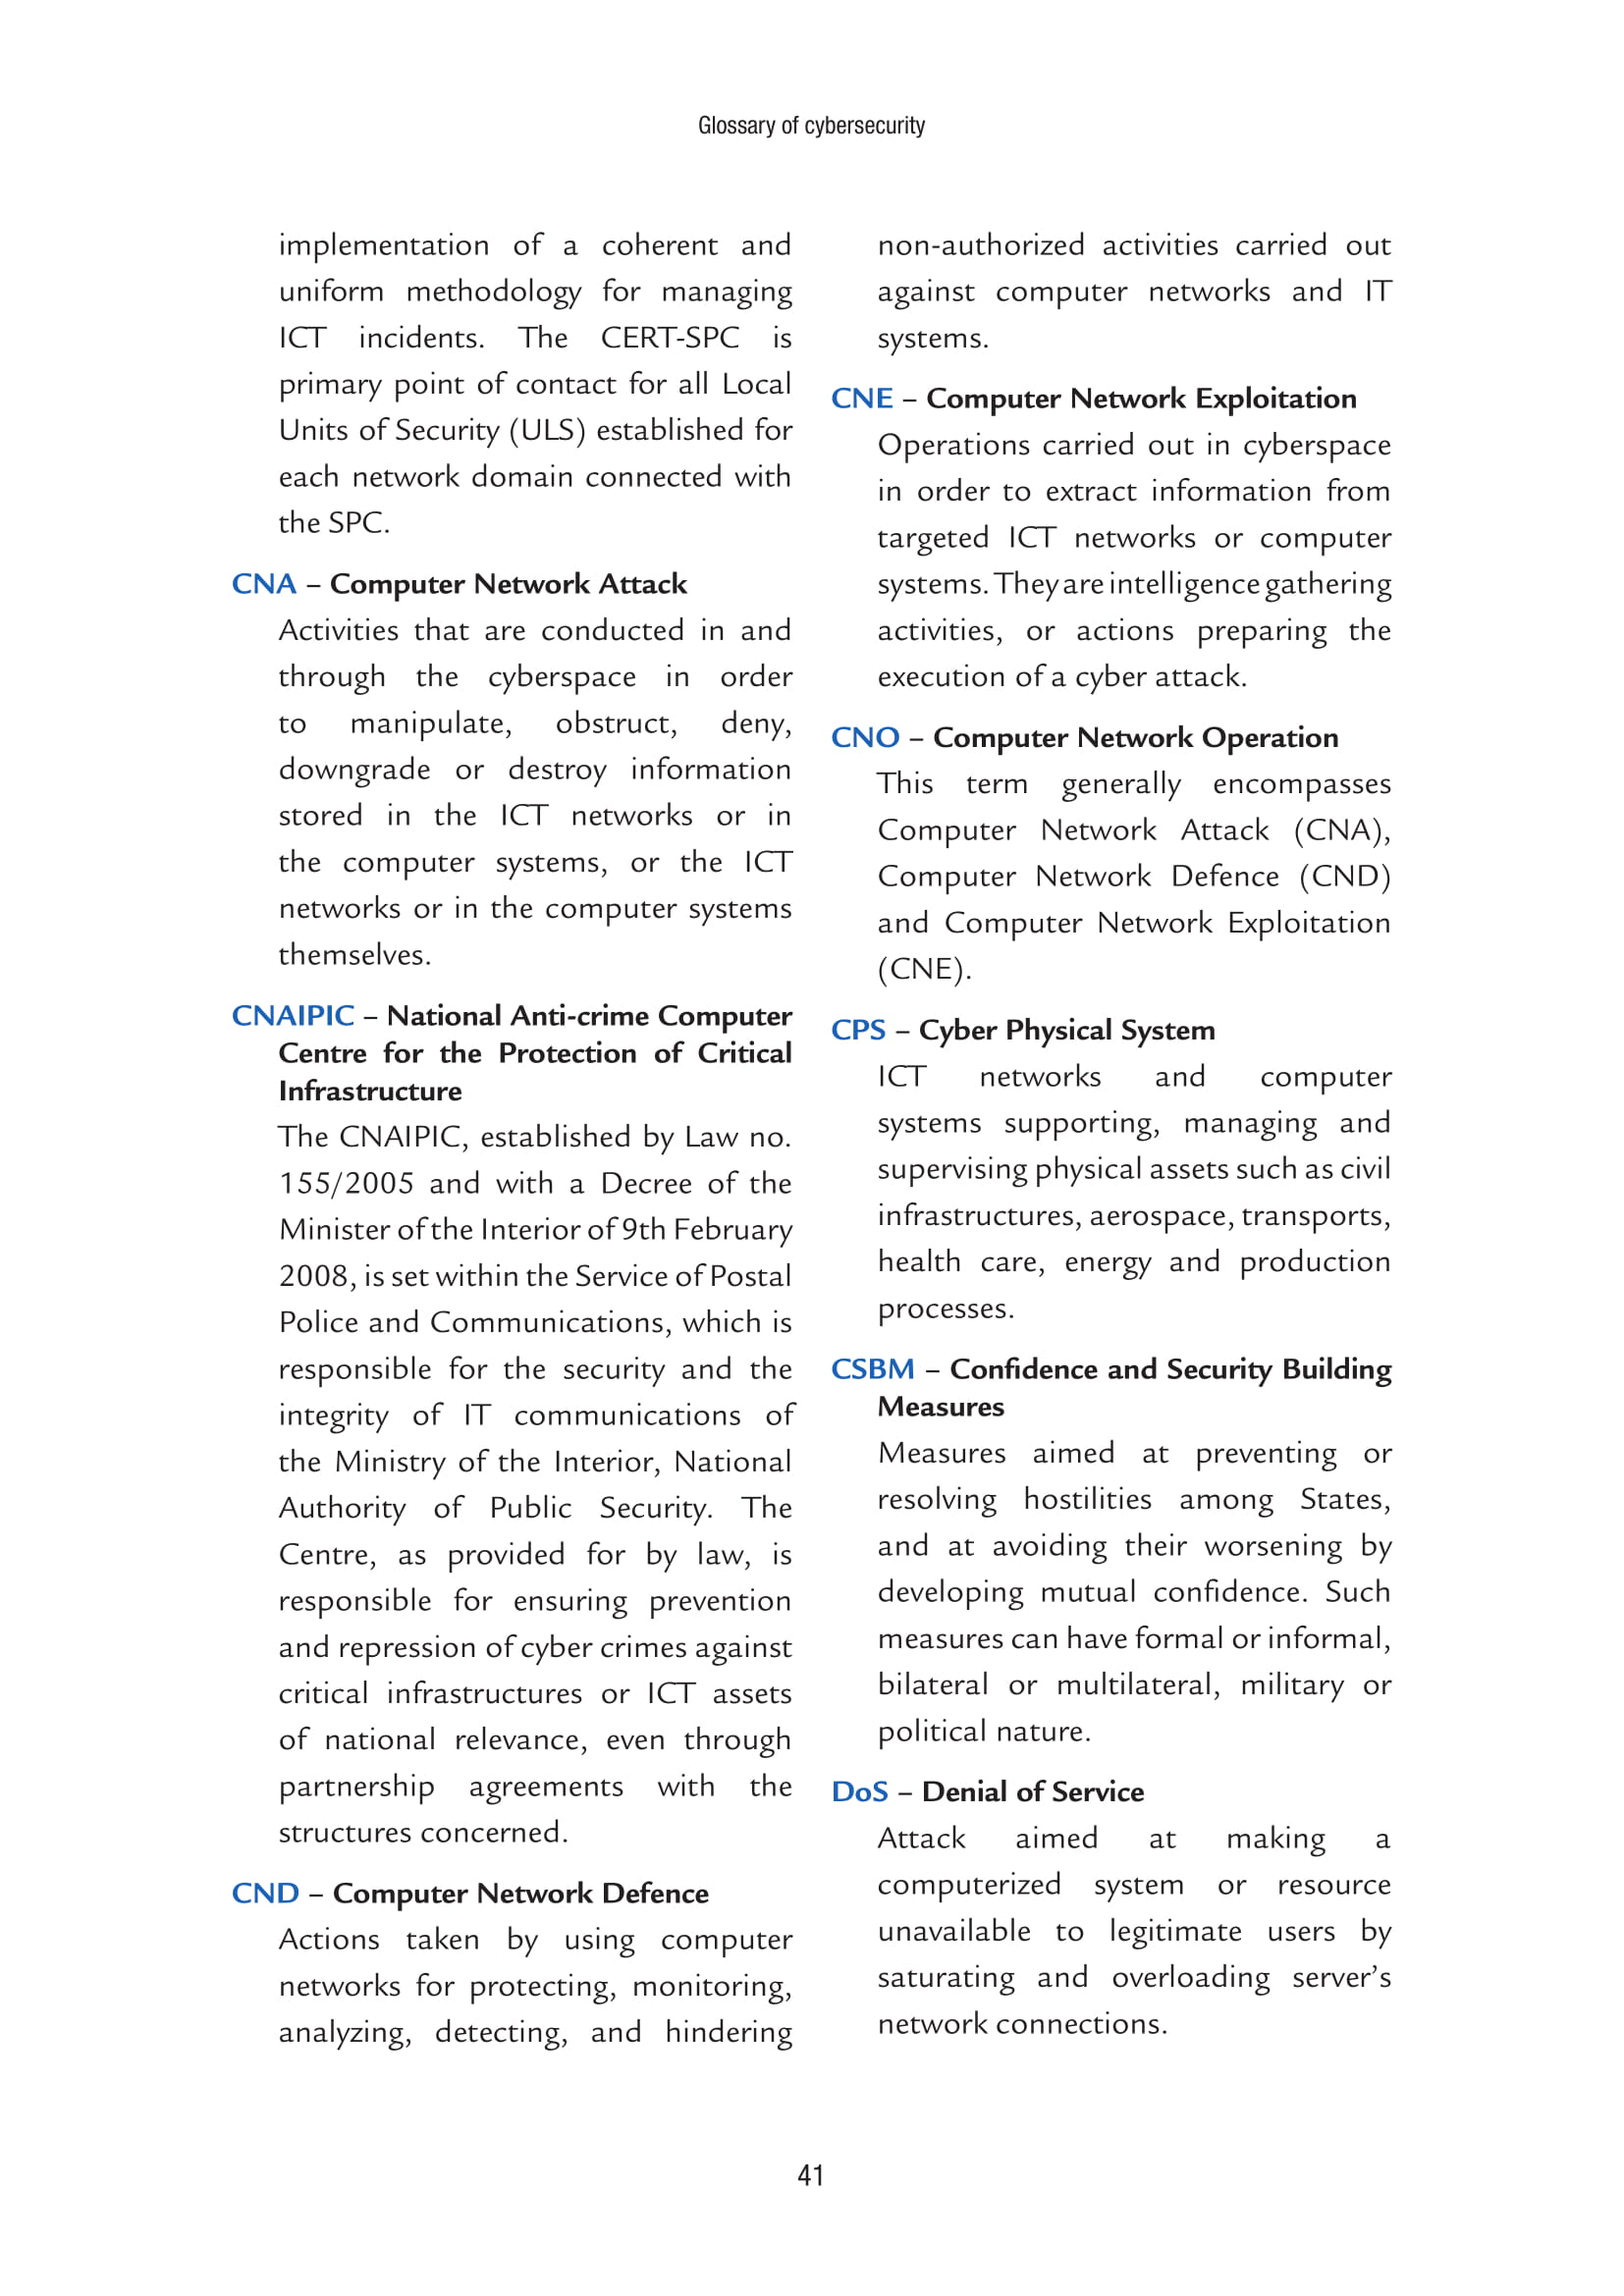 Glossary of cybersecurity
implementation of a coherent and
uniform methodology for managing
ICT incidents. The CERT-SPC is
primary point of contact for all Local
Units of Security (ULS) established for
each network domain connected with
the SPC.
CNA – Computer Network Attack
Activities that are conducted in and
through the cyberspace in order
to manipulate, obstruct, deny,
downgrade or destroy information
stored in the ICT networks or in
the computer systems, or the ICT
networks or in the computer systems
themselves.
CNAIPIC – National Anti-crime Computer
Centre for the Protection of Critical
Infrastructure
The CNAIPIC, established by Law no.
155/2005 and with a Decree of the
Minister of the Interior of 9th February
2008, is set within the Service of Postal
Police and Communications, which is
responsible for the security and the
integrity of IT communications of
the Ministry of the Interior, National
Authority of Public Security. The
Centre, as provided for by law, is
responsible for ensuring prevention
and repression of cyber crimes against
critical infrastructures or ICT assets
of national relevance, even through
partnership agreements with the
structures concerned.
CND – Computer Network Defence
Actions taken by using computer
networks for protecting, monitoring,
analyzing, detecting, and hindering
non-authorized activities carried out
against computer networks and IT
systems.
CNE – Computer Network Exploitation
Operations carried out in cyberspace
in order to extract information from
targeted ICT networks or computer
systems. They are intelligence gathering
activities, or actions preparing the
execution of a cyber attack.
CNO – Computer Network Operation
This term generally encompasses
Computer Network Attack (CNA),
Computer Network Defence (CND)
and Computer Network Exploitation
(CNE).
CPS – Cyber Physical System
ICT networks and computer
systems supporting, managing and
supervising physical assets such as civil
infrastructures, aerospace, transports,
health care, energy and production
processes.
CSBM – Confidence and Security Building
Measures
Measures aimed at preventing or
resolving hostilities among States,
and at avoiding their worsening by
developing mutual confidence. Such
measures can have formal or informal,
bilateral or multilateral, military or
political nature.
DoS – Denial of Service
Attack aimed at making a
computerized system or resource
unavailable to legitimate users by
saturating and overloading server’s
network connections.
41